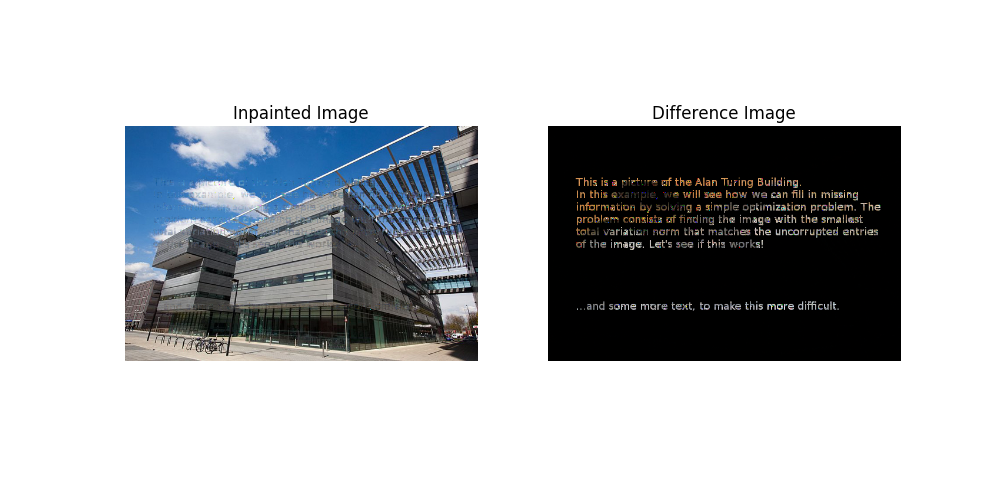 Inpainted Image
Difference Image
This is a picture of the Alan Turing Building.
In this example, we will see how we can fill in missing
information by solving a simple optimization problem. The
problem consists of finding the image with the smallest
total variation norm that matches the uncorrupted entries
of the image. Let's see if this works!
...and some more text, to make this more difficult.